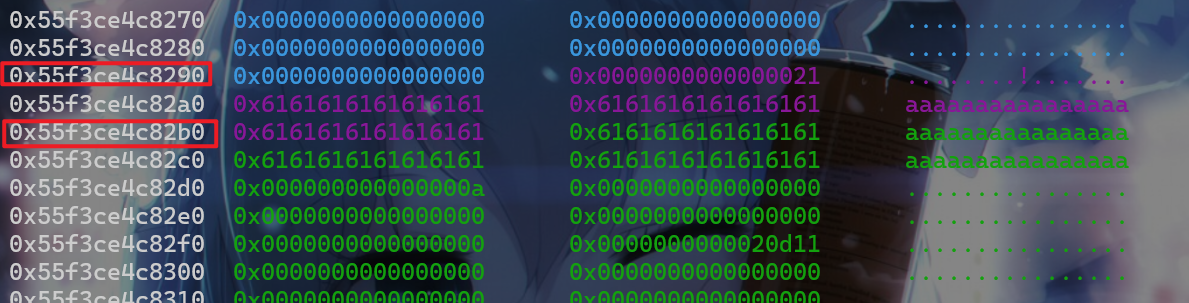 0x55f3ce4c8270 0x0000000000000000 0x0000000000000000 ................
0x55f3ce4c8280 0x0000000000000000 0x0000000000000000 ................
0x55f3ce4c8290 0x0000000000000000 0x0000000000000021 ........!.......
0x55f3ce4c82a0 0x6161616161616161 0x6161616161616161 aaaaaaaaaaaaaaaa
0x55f3ce4c82b0 0x6161616161616161 0x6161616161616161 aaaaaaaaaaaaaaaa
0x55f3ce4c82c0 0x6161616161616161 0x6161616161616161 aaaaaaaaaaaaaaaa
0x55f3ce4c82d0 0x000000000000000a 0x0000000000000000 ................
0x55f3ce4c82e0 0x0000000000000000 0x0000000000000000 ................
0x55f3ce4c82f0 0x0000000000000000 0x0000000000020d11 ................
0x55f3ce4c8300 0x0000000000000000 0x0000000000000000 ................
0x55f3ce4c8310 0x0000000000000000 0x0000000000000000 ................